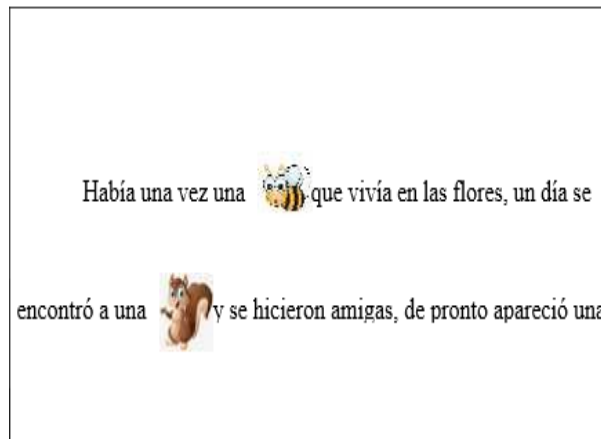 Había una vez una que vivía en las flores, un día se
encontró a una y se hicieron amigas, de pronto apareció una